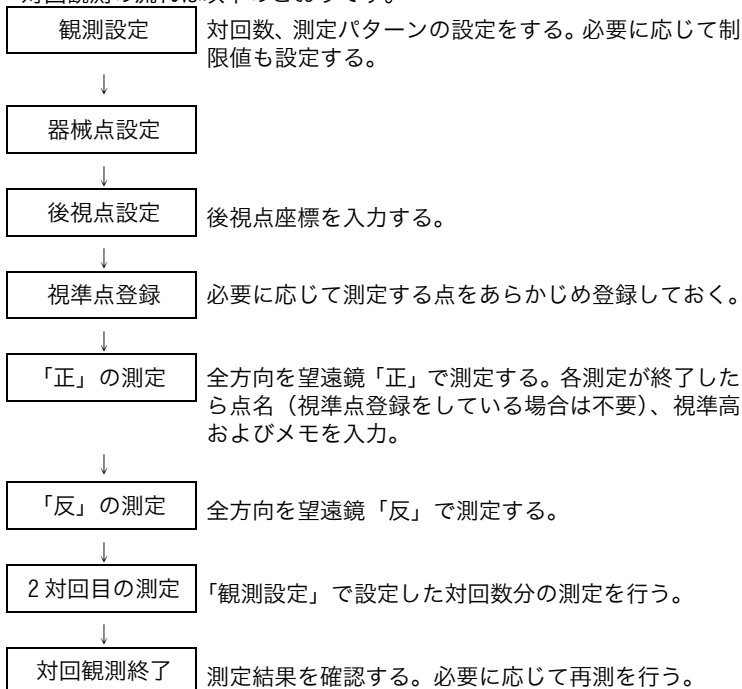 対回観測の流れは以下のとおりです。
観測設定
対回数、測定パターンの設定をする。必要に応じて制
限値も設定する。
↓
器械点設定
↓
後視点設定
後視点座標を入力する。
↓
視準点登録
必要に応じて測定する点をあらかじめ登録しておく。
↓
「正」の測定
全方向を望遠鏡「正」で測定する。各測定が終了した
ら点名（視準点登録をしている場合は不要）、視準高
およびメモを入力。
↓
「反」の測定
全方向を望遠鏡「反」で測定する。
↓
2対回目の測定
「観測設定」で設定した対回数分の測定を行う。
↓
対回観測終了
測定結果を確認する。必要に応じて再測を行う。